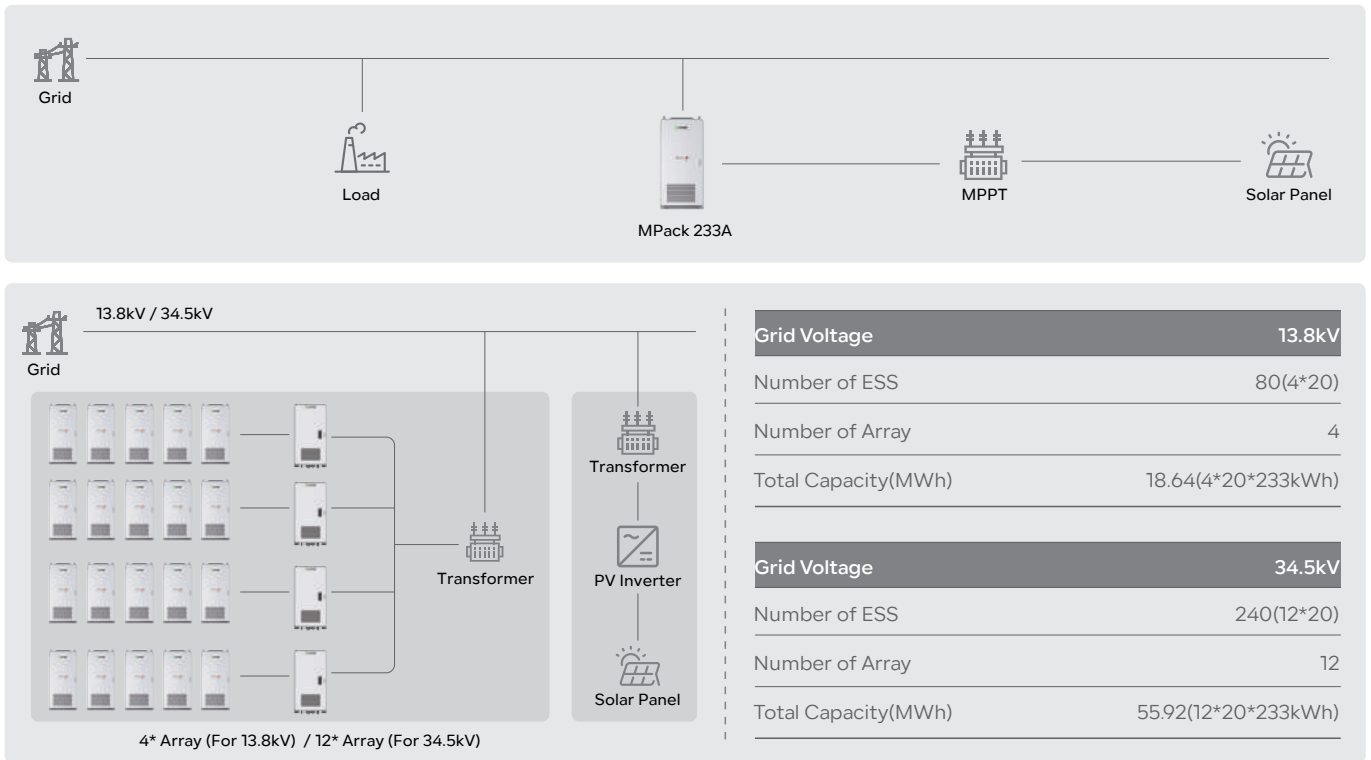 Grid
Load
MPack 233A
MPPT
Solar Panel
13.8kV / 34.5kV
Grid
Transformer
Transformer
PV Inverter
Solar Panel
4* Array (For 13.8kV) / 12* Array (For 34.5kV)
Grid Voltage 13.8kV
Number of ESS 80(4*20)
Number of Array 4
Total Capacity(MWh) 18.64(4*20*233kWh)
Grid Voltage 34.5kV
Number of ESS 240(12*20)
Number of Array 12
Total Capacity(MWh) 55.92(12*20*233kWh)